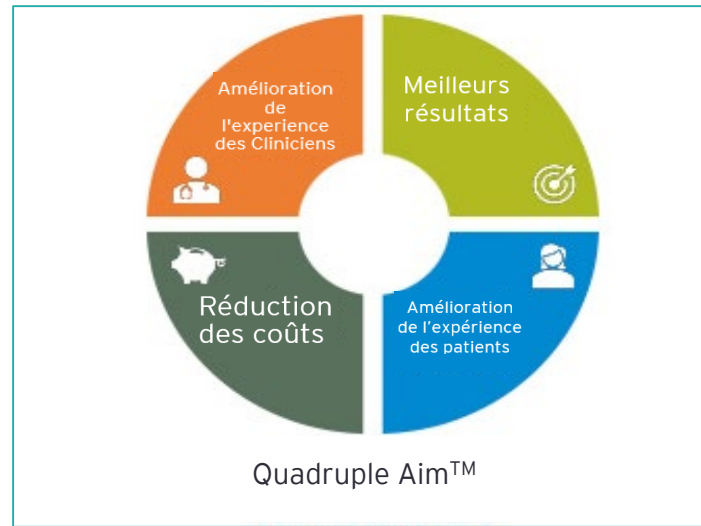 Amélioration
de
l'experience
des Cliniciens
Meilleurs
résultats
Réduction
des coûts
Amélioration
de l’expérience
des patients
Quadruple Aim™